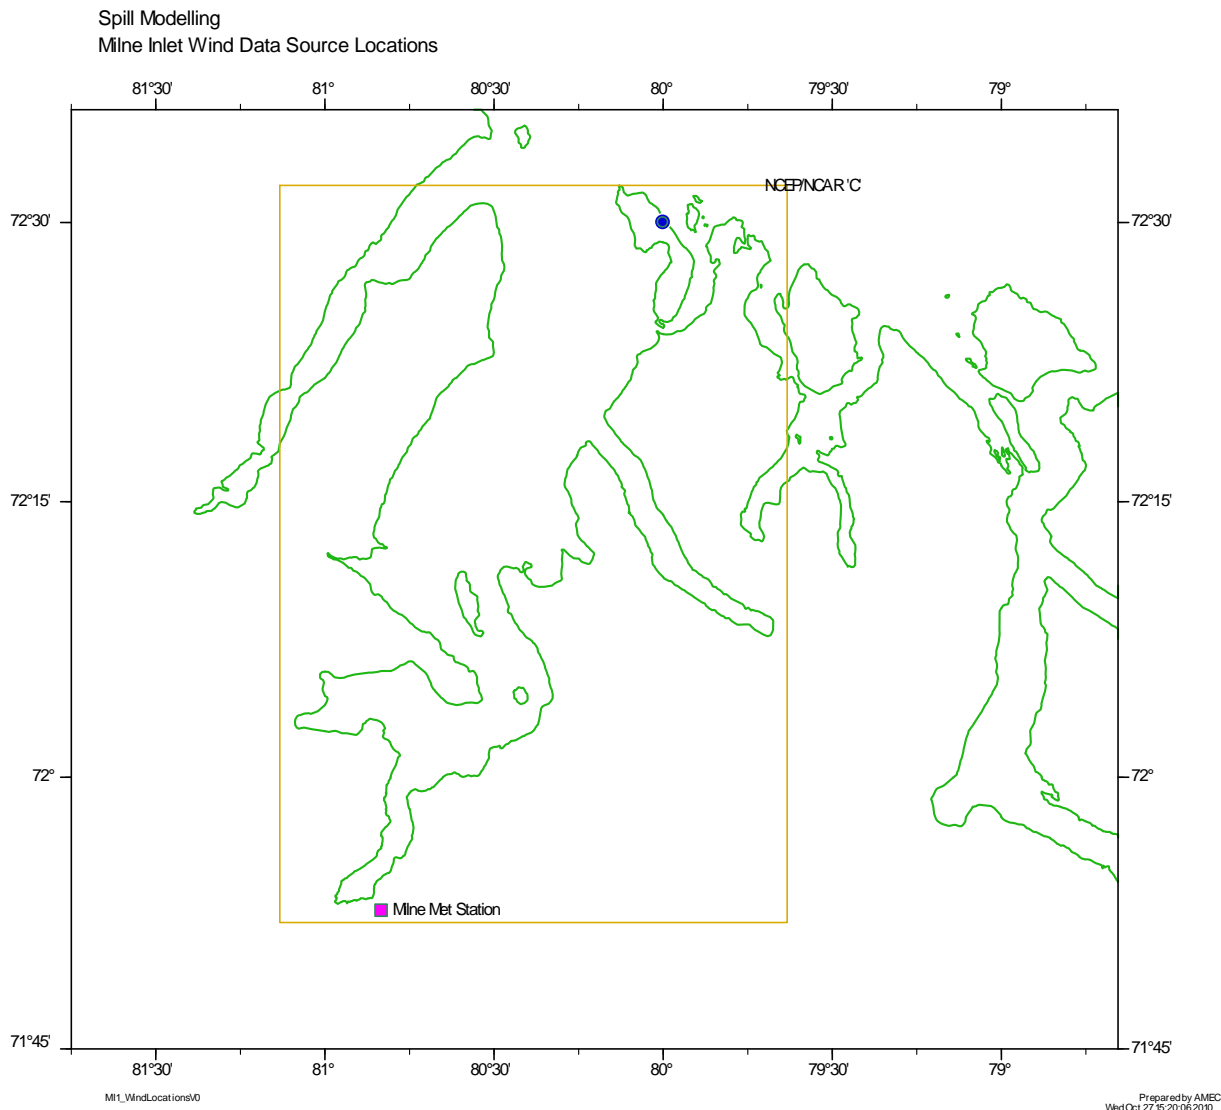 Spill Modelling
Milne Inlet Wind Data Source Locations
81°30' 81° 80°30' 80° 79°30' 79°
NCEP/NCAR 'C'
72°30' 72°30'
72°15' 72°15'
72° 72°
Milne Met Station
71°45' 71°45'
81°30' 81° 80°30' 80° 79°30' 79°
MI1_WindLocationsV0
Prepared by AMEC
Wed Oct 27 15:20:06 2010